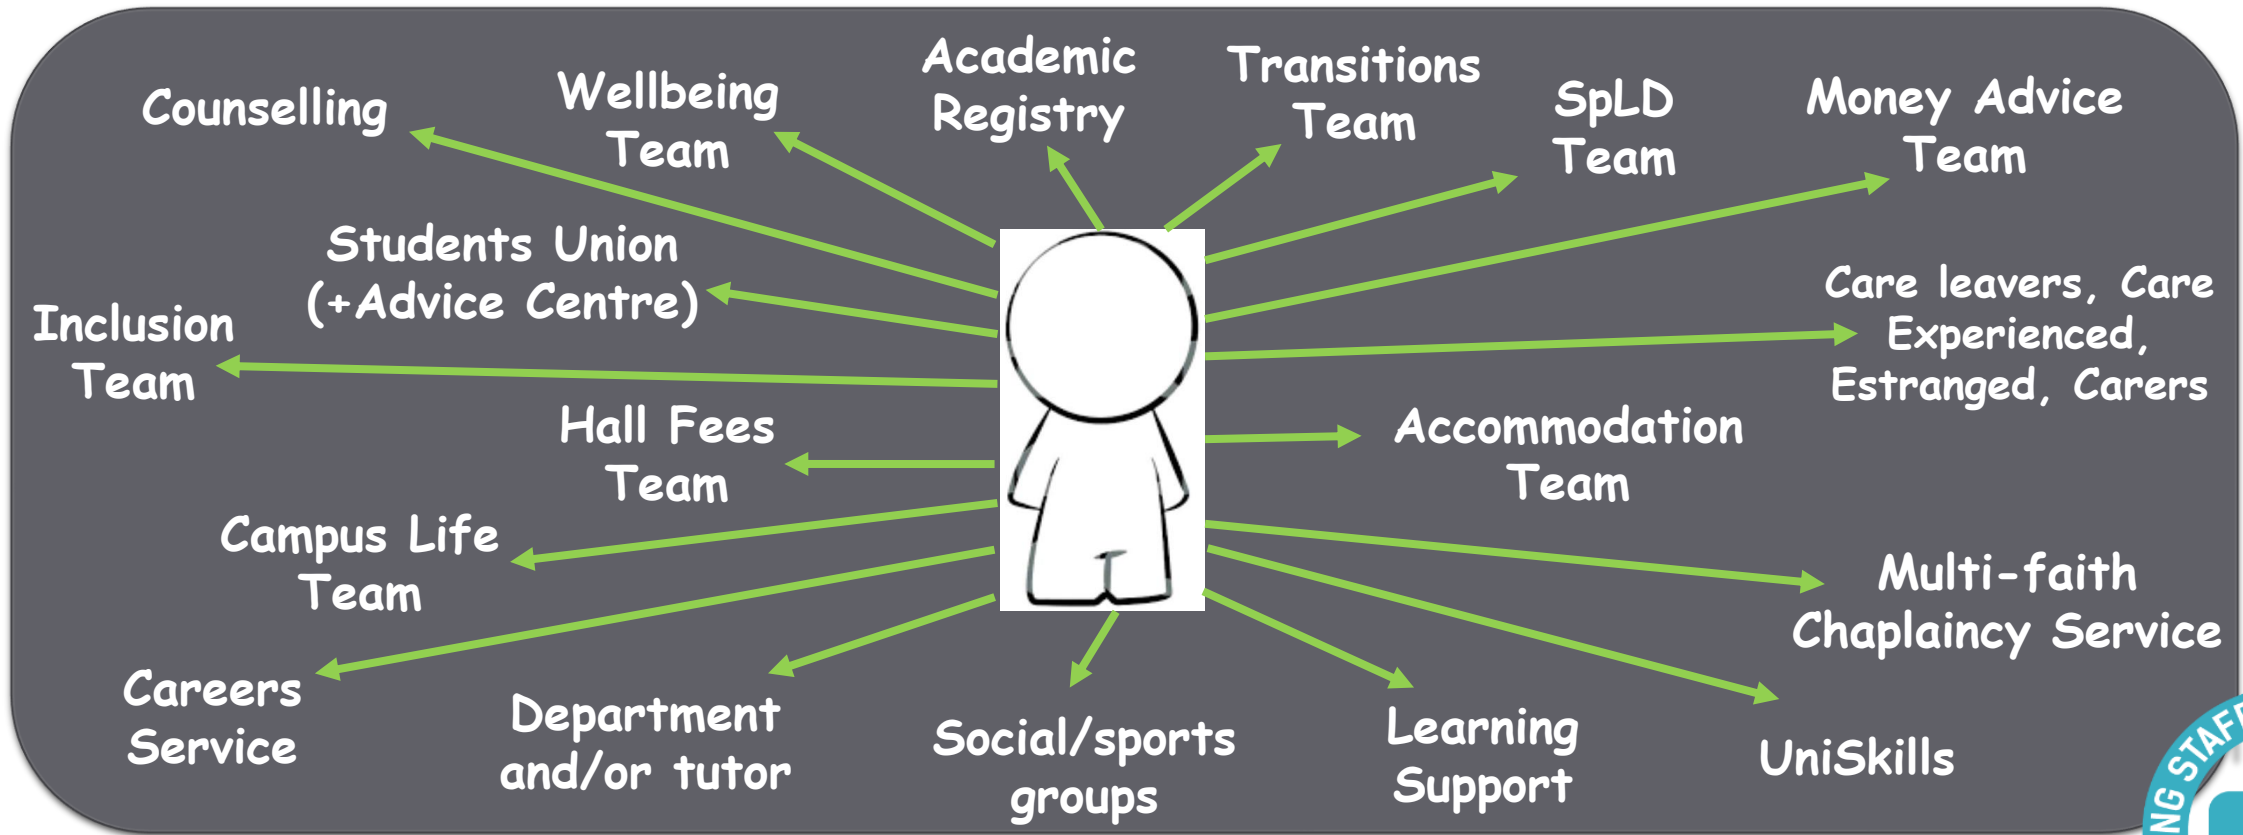 Counselling
Wellbeing
Team
Academic
Registry
Transitions
Team
SpLD
Team
Money Advice
Team
Students Union
(+Advice Centre)
Inclusion
Team
Care leavers, Care
Experienced,
Estranged, Carers
Hall Fees
Team
Accommodation
Team
Campus Life
Team
Multi-faith
Chaplaincy Service
Careers
Service
Department
and/or tutor
Social/sports
groups
Learning
Support
UniSkills